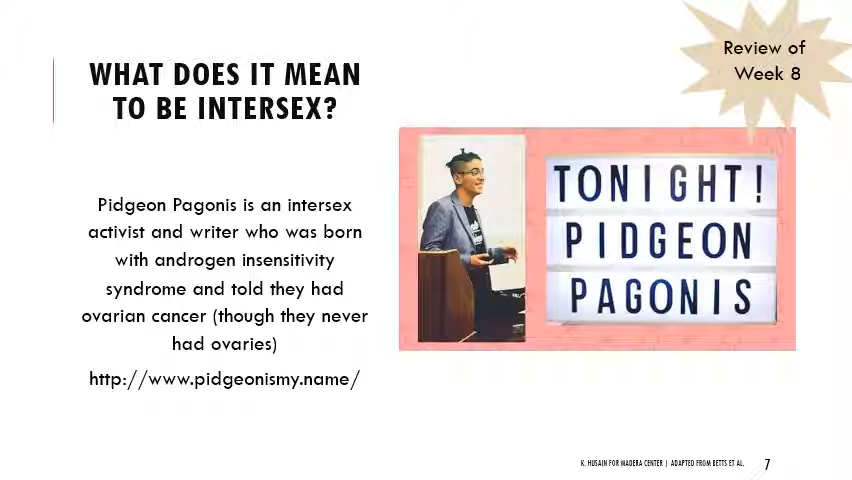 Review of
Week 8
WHAT DOES IT MEAN
TO BE INTERSEX?
Pidgeon Pagonis is an intersex
activist and writer who was born
with androgen insensitivity
syndrome and told they had
ovarian cancer (though they never
had ovaries)
http://www.pidgeonismy.name/
TONIGHT!
PIDGEON
PAGONIS
K. HUSAIN FOR MADERA CENTER | ADAPTED FROM BETTS ET AL.
7